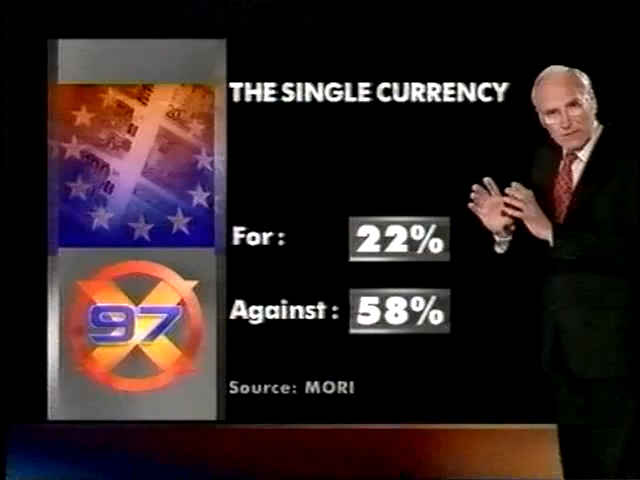 THE SINGLE CURRENCY
For: 22%
Against: 58%
97
Source: MORI